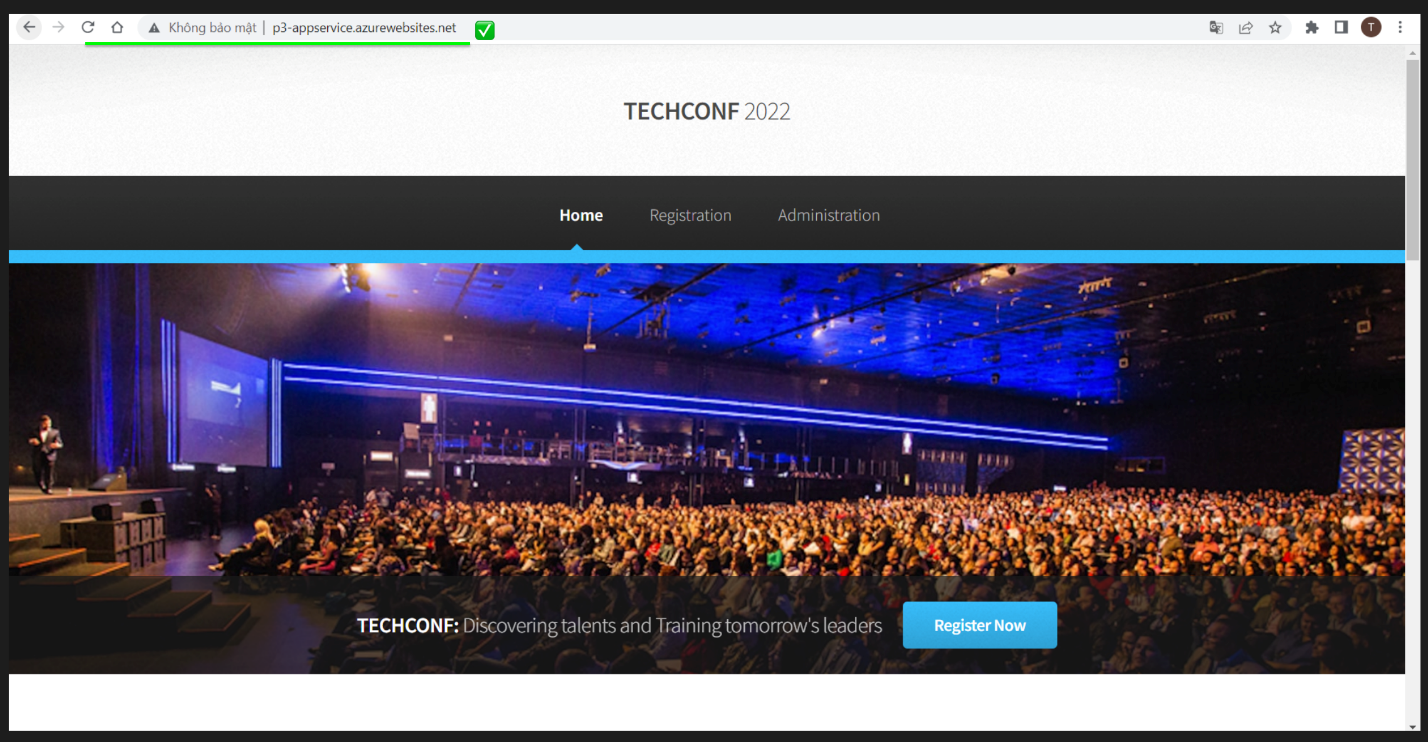 Không bảo mật | p3-appservice.azurewebsites.net
T
TECHCONF 2022
Home Registration Administration
TECHCONF: Discovering talents and Training tomorrow's leaders Register Now